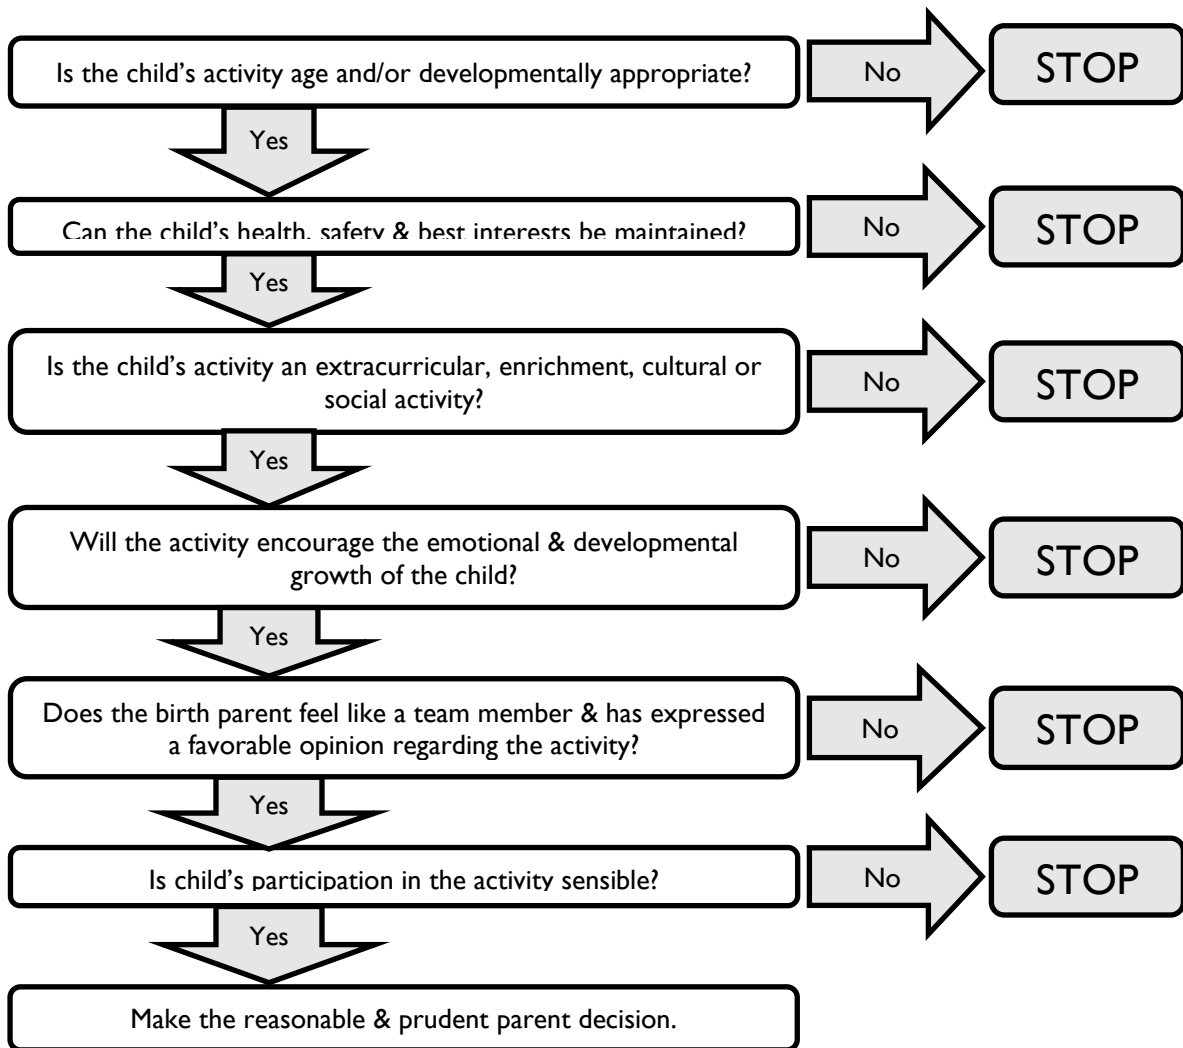 Is the child’s activity age and/or developmentally appropriate?
No
STOP
Yes
Can the child’s health, safety & best interests be maintained?
No
STOP
Yes
Is the child’s activity an extracurricular, enrichment, cultural or
social activity?
No
STOP
Yes
Will the activity encourage the emotional & developmental
growth of the child?
No
STOP
Yes
Does the birth parent feel like a team member & has expressed
a favorable opinion regarding the activity?
No
STOP
Yes
Is child’s participation in the activity sensible?
No
STOP
Yes
Make the reasonable & prudent parent decision.